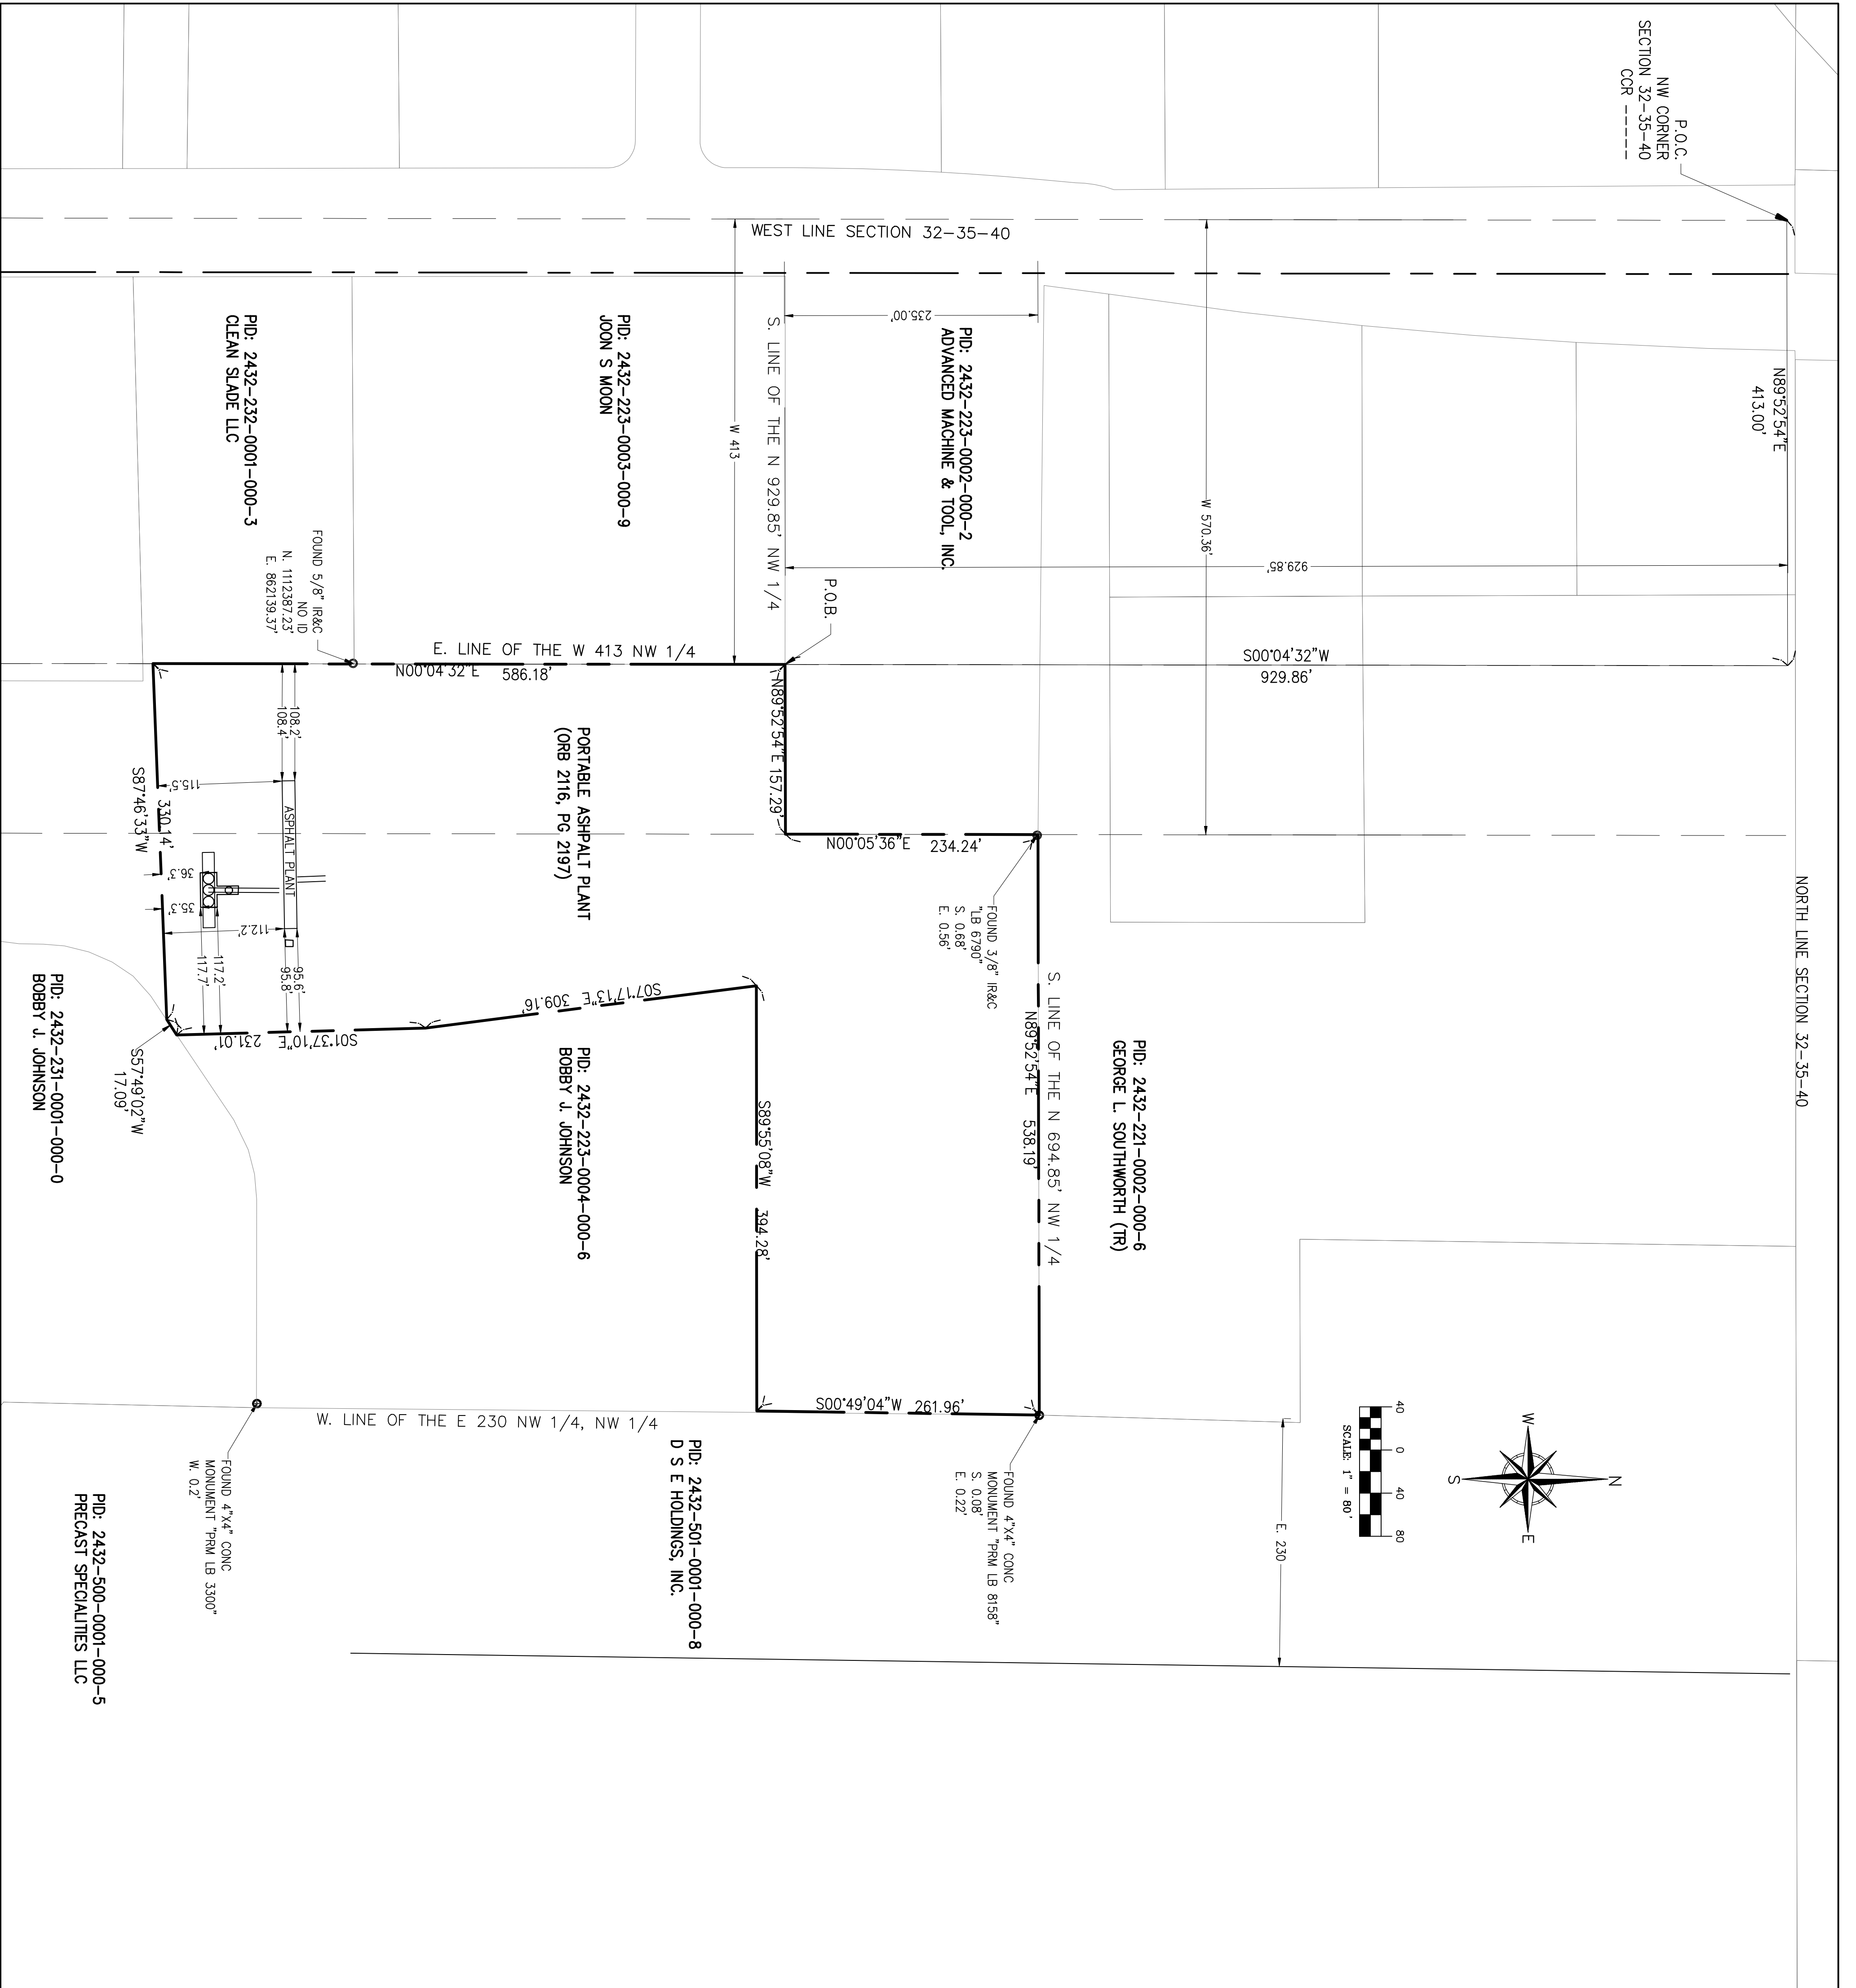 P.O.C.
NW CORNER
SECTION 32-35-40
CCR -----
N89°52'54"E
413.00'
NORTH LINE SECTION 32-35-40
WEST LINE SECTION 32-35-40
W 570.36'
929.85'
S00°04'32"W
929.86'
235.00'
PID: 2432-223-0002-000-2
ADVANCED MACHINE & TOOL, INC.
S. LINE OF THE N 929.85' NW 1/4
W 413
P.O.B.
PID: 2432-223-0003-000-9
JOON S MOON
PID: 2432-232-0001-000-3
CLEAN SLADE LLC
FOUND 5/8" IR&C
NO ID
N. 1112387.23'
E. 862139.37'
E. LINE OF THE W 413 NW 1/4
N00°04'32"E 586.18'
N89°52'54"E 157.29'
N00°05'36"E 234.24'
FOUND 3/8" IR&C
"LB 6790"
S. 0.68'
E. 0.56'
S. LINE OF THE N 694.85' NW 1/4
N89°52'54"E 538.19'
PID: 2432-221-0002-000-6
GEORGE L. SOUTHWORTH (TR)
PORTABLE ASHPALT PLANT
(ORB 2116, PG 2197)
108.2'
108.4'
115.5'
ASPHALT PLANT
330.14'
S87°46'33"W
36.3'
35.3'
112.2'
95.6'
95.8'
117.2'
117.7'
S07°17'13"E 309.16'
S01°37'10"E 231.01'
S57°49'02"W
17.09'
PID: 2432-231-0001-000-0
BOBBY J. JOHNSON
PID: 2432-223-0004-000-6
BOBBY J. JOHNSON
S89°55'08"W 394.28'
S00°49'04"W 261.96'
W. LINE OF THE E 230 NW 1/4, NW 1/4
FOUND 4"X4" CONC
MONUMENT "PRM LB 8158"
S. 0.08'
E. 0.22'
FOUND 4"X4" CONC
MONUMENT "PRM LB 3300"
W. 0.2'
PID: 2432-501-0001-000-8
D S E HOLDINGS, INC.
PID: 2432-500-0001-000-5
PRECAST SPECIALITIES LLC
E. 230
40 0 40 80
SCALE: 1" = 80'
N
W
E
S